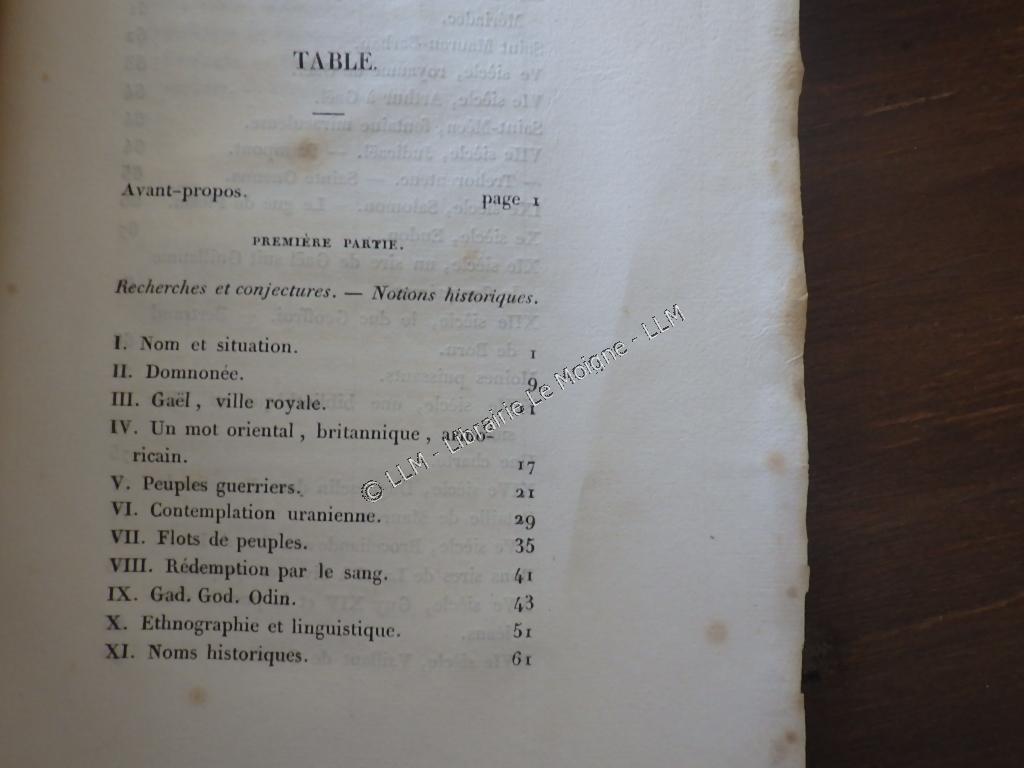 TABLE.
Avant-propos. page 1
PREMIÈRE PARTIE.
Recherches et conjectures. — Notions historiques.
I. Nom et situation. 1
II. Domnonée. 9
III. Gaël, ville royale.
IV. Un mot oriental, britannique, armo-
ricain. 17
V. Peuples guerriers. 21
VI. Contemplation uranienne. 29
VII. Flots de peuples. 35
VIII. Rédemption par le sang. 41
IX. Gad. God. Odin. 43
X. Ethnographie et linguistique. 51
XI. Noms historiques. 61
© LLM - Librairie Le Moigne - LLM